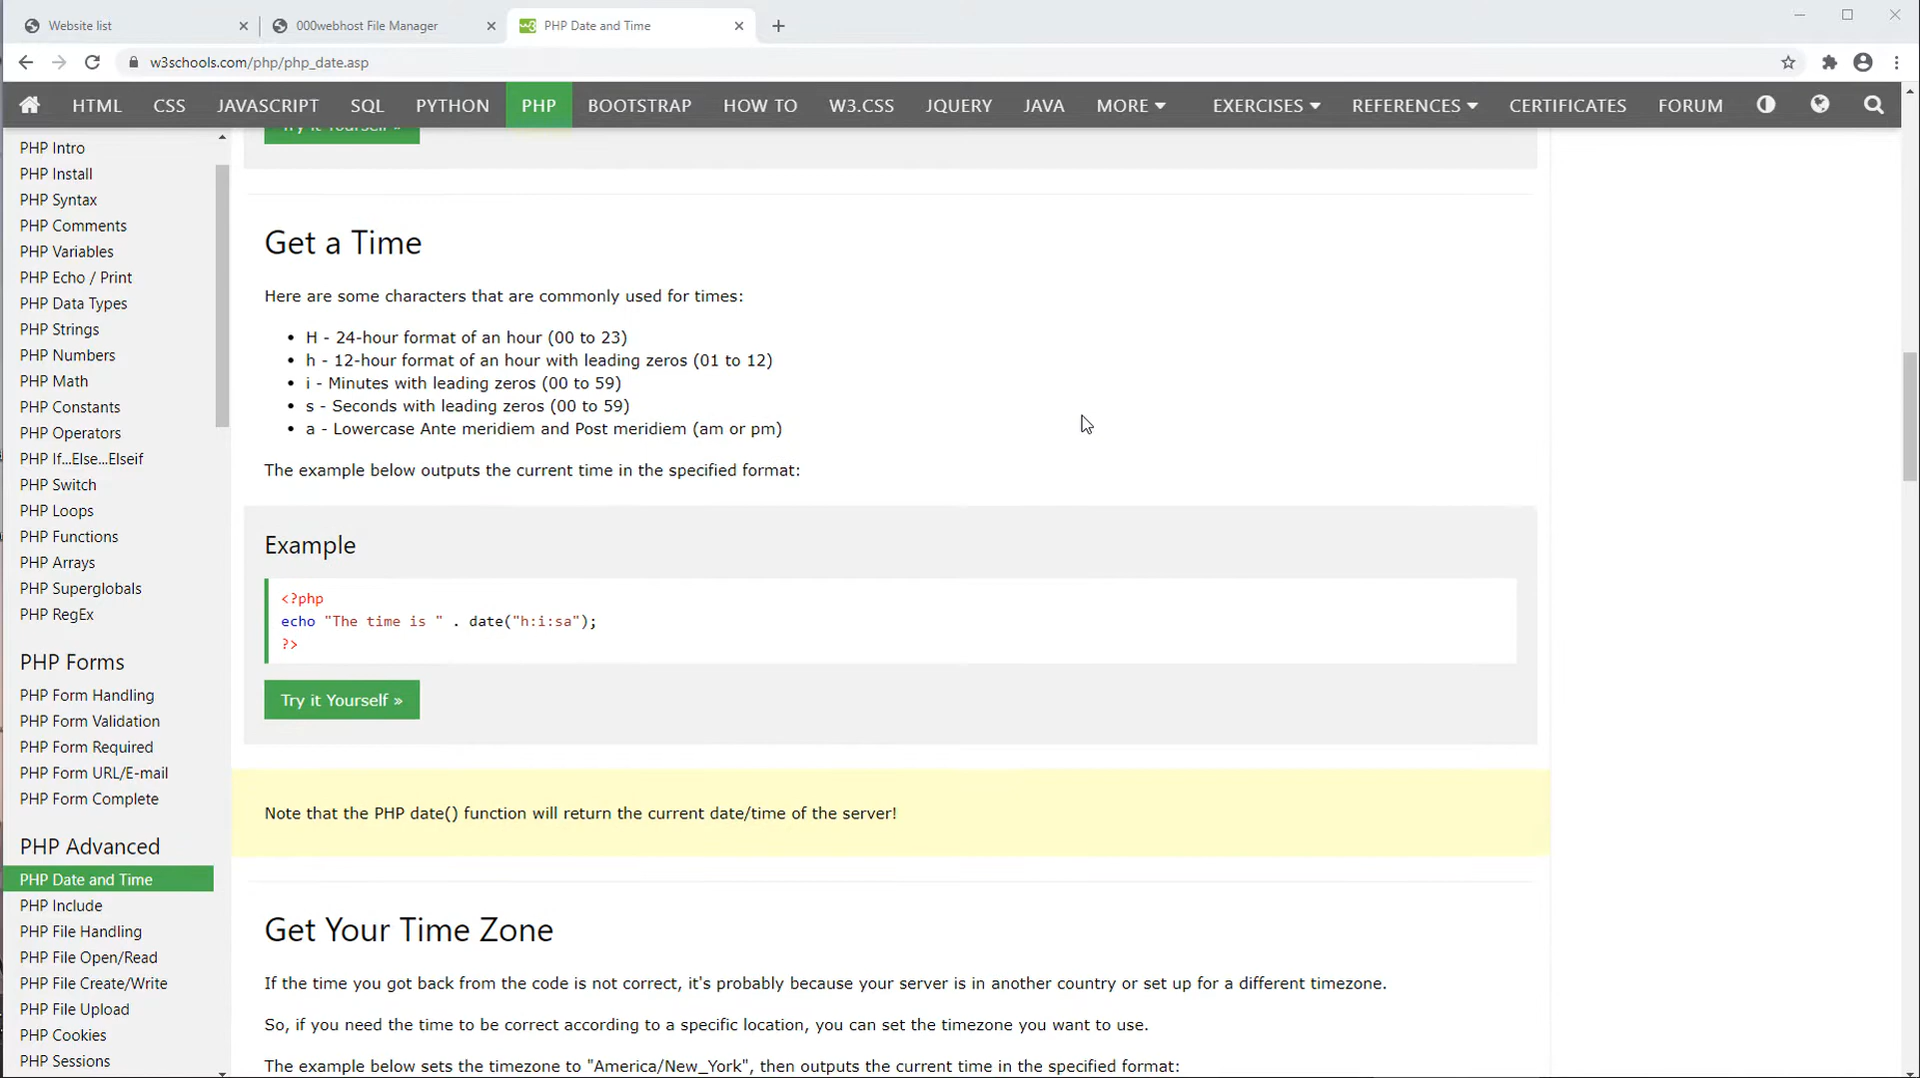 Website list
000webhost File Manager
PHP Date and Time
w3schools.com/php/php_date.asp
HTML CSS JAVASCRIPT SQL PYTHON PHP BOOTSTRAP HOW TO W3.CSS JQUERY JAVA MORE EXERCISES REFERENCES CERTIFICATES FORUM
PHP Intro
PHP Install
PHP Syntax
PHP Comments
PHP Variables
PHP Echo / Print
PHP Data Types
PHP Strings
PHP Numbers
PHP Math
PHP Constants
PHP Operators
PHP If...Else...Elseif
PHP Switch
PHP Loops
PHP Functions
PHP Arrays
PHP Superglobals
PHP RegEx
PHP Forms
PHP Form Handling
PHP Form Validation
PHP Form Required
PHP Form URL/E-mail
PHP Form Complete
PHP Advanced
PHP Date and Time
PHP Include
PHP File Handling
PHP File Open/Read
PHP File Create/Write
PHP File Upload
PHP Cookies
PHP Sessions
Try it Yourself »
Get a Time
Here are some characters that are commonly used for times:
• H - 24-hour format of an hour (00 to 23)
• h - 12-hour format of an hour with leading zeros (01 to 12)
• i - Minutes with leading zeros (00 to 59)
• s - Seconds with leading zeros (00 to 59)
• a - Lowercase Ante meridiem and Post meridiem (am or pm)
The example below outputs the current time in the specified format:
Example
<?php
echo "The time is " . date("h:i:sa");
?>
Try it Yourself »
Note that the PHP date() function will return the current date/time of the server!
Get Your Time Zone
If the time you got back from the code is not correct, it's probably because your server is in another country or set up for a different timezone.
So, if you need the time to be correct according to a specific location, you can set the timezone you want to use.
The example below sets the timezone to "America/New_York", then outputs the current time in the specified format: